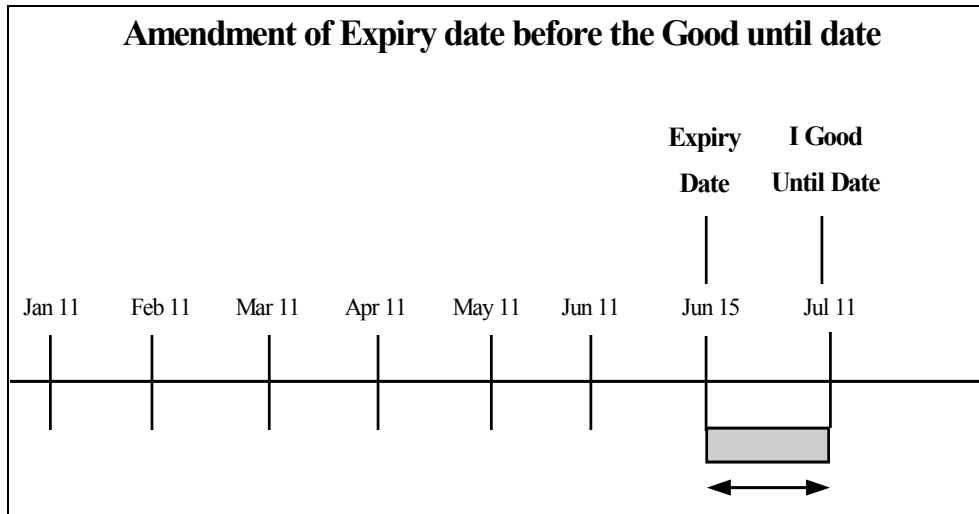 Amendment of Expiry date before the Good until date
Expiry
Date
I Good
Until Date
Jan 11
Feb 11
Mar 11
Apr 11
May 11
Jun 11
Jun 15
Jul 11